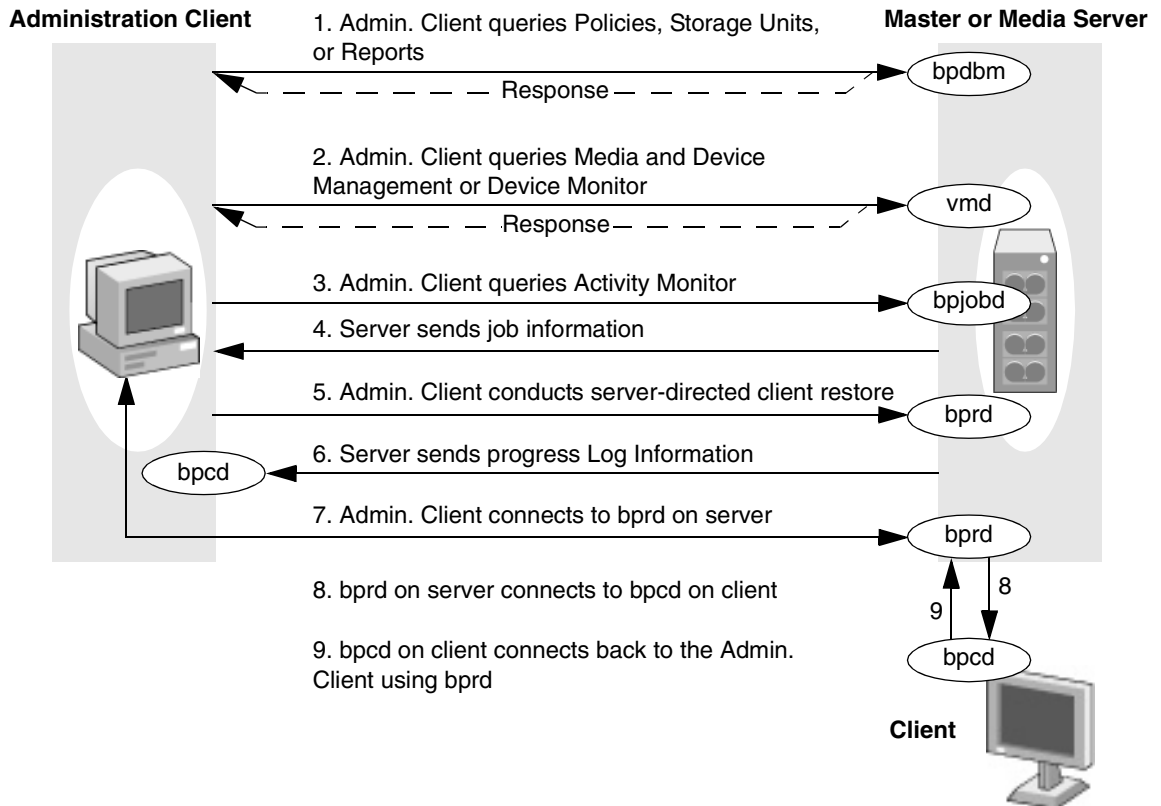 Administration Client
Master or Media Server
1. Admin. Client queries Policies, Storage Units,
or Reports
bpdbm
Response
2. Admin. Client queries Media and Device
Management or Device Monitor
vmd
Response
3. Admin. Client queries Activity Monitor
bpjobd
4. Server sends job information
5. Admin. Client conducts server-directed client restore
bprd
6. Server sends progress Log Information
bpcd
7. Admin. Client connects to bprd on server
bprd
8. bprd on server connects to bpcd on client
8
9
9. bpcd on client connects back to the Admin.
Client using bprd
bpcd
Client